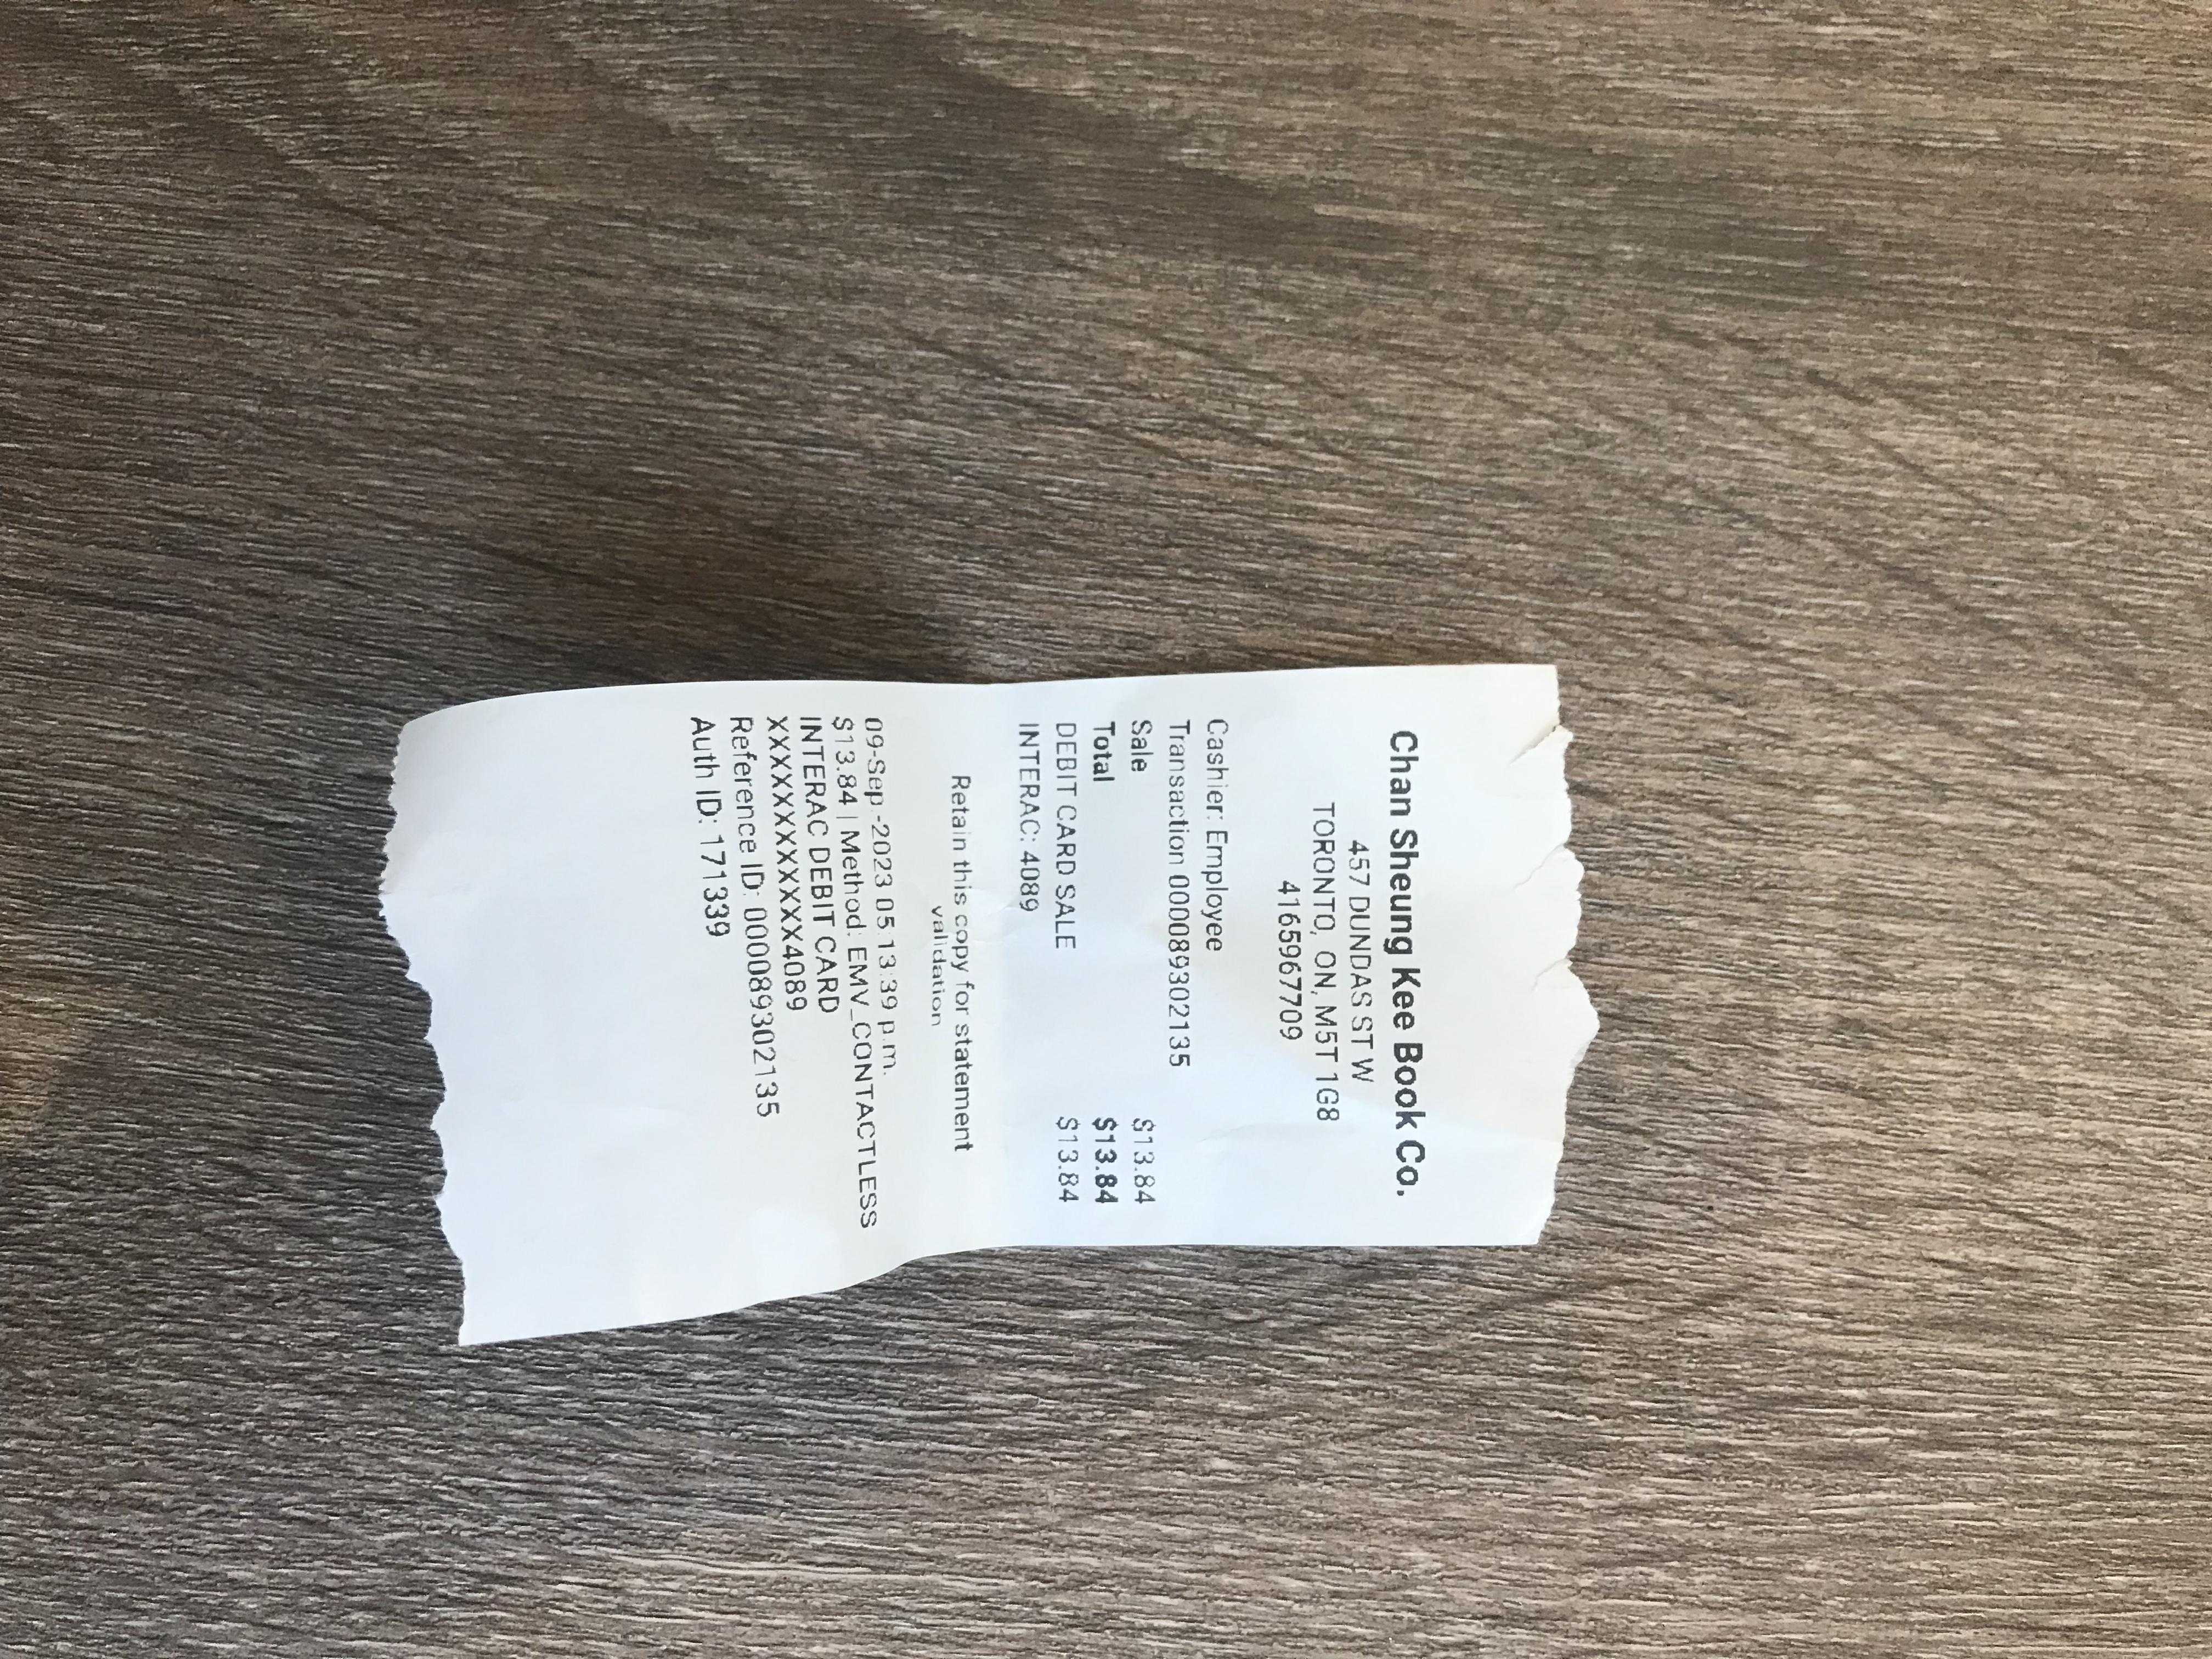 Chan Sheung Kee Book Co.
457 DUNDAS ST W
TORONTO, ON, M5T 1G8
4165967709
Cashier: Employee
Transaction 000089302135
Sale $13.84
Total $13.84
DEBIT CARD SALE $13.84
INTERAC: 4089
Retain this copy for statement
validation
09-Sep-2023 05:13:39 p.m.
$13.84 | Method: EMV_CONTACTLESS
INTERAC DEBIT CARD
XXXXXXXXXXXX4089
Reference ID: 000089302135
Auth ID: 171339